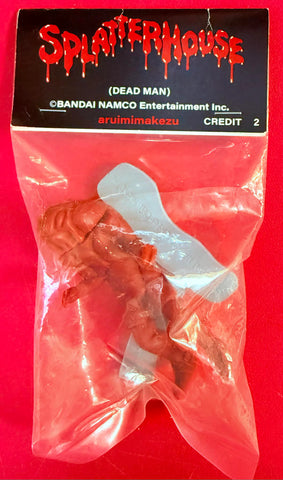 SPLATTERHOUSE
(DEAD MAN)
©BANDAI NAMCO Entertainment Inc.
aruimimakezu CREDIT 2